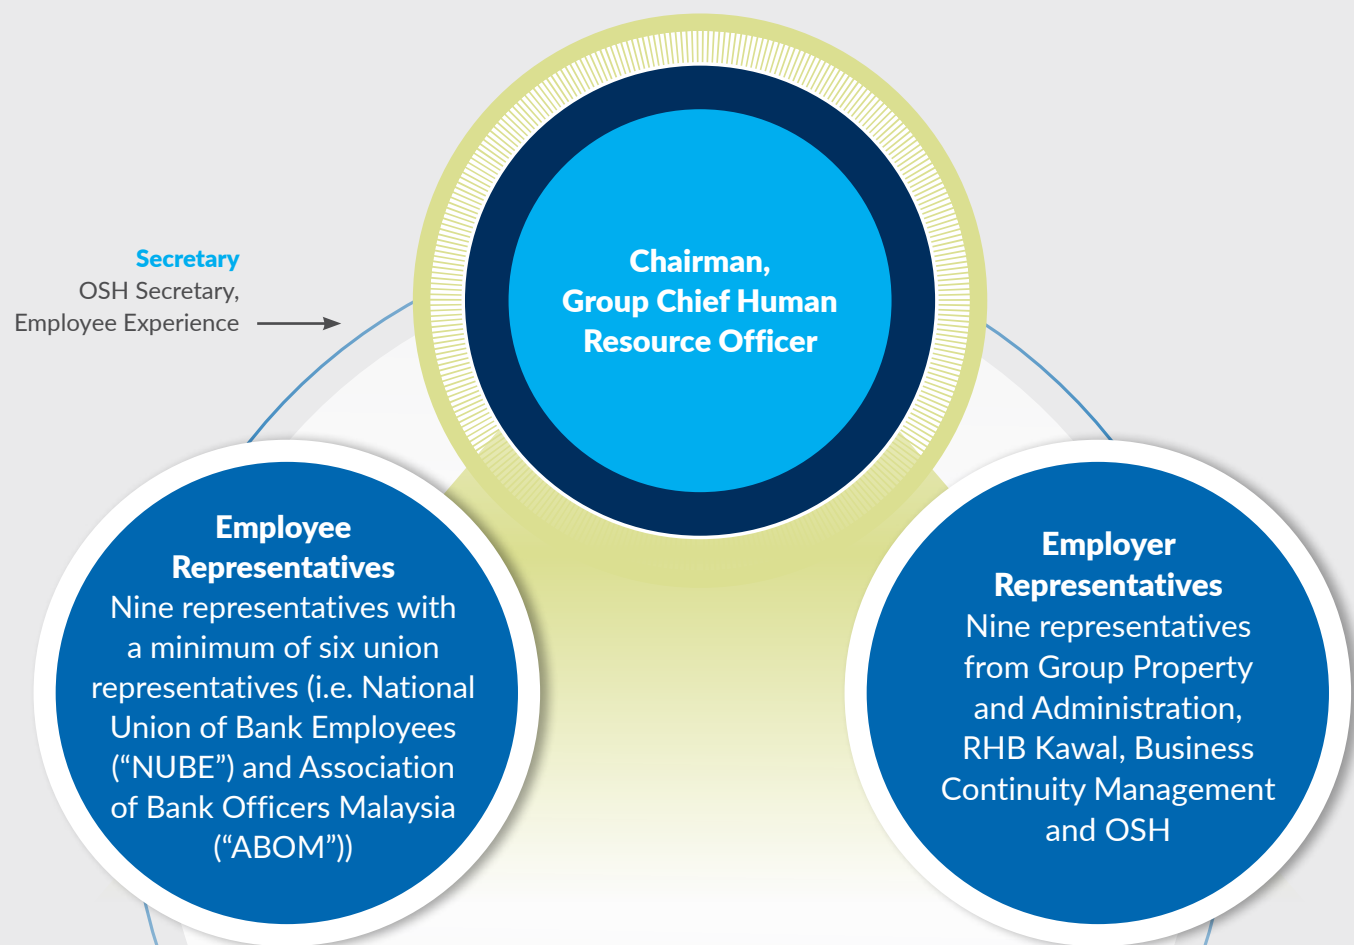 Chairman,
Group Chief Human
Resource Officer
Secretary
OSH Secretary,
Employee Experience
Employee
Representatives
Nine representatives with
a minimum of six union
representatives (i.e. National
Union of Bank Employees
(“NUBE”) and Association
of Bank Officers Malaysia
(“ABOM”))
Employer
Representatives
Nine representatives
from Group Property
and Administration,
RHB Kawal, Business
Continuity Management
and OSH